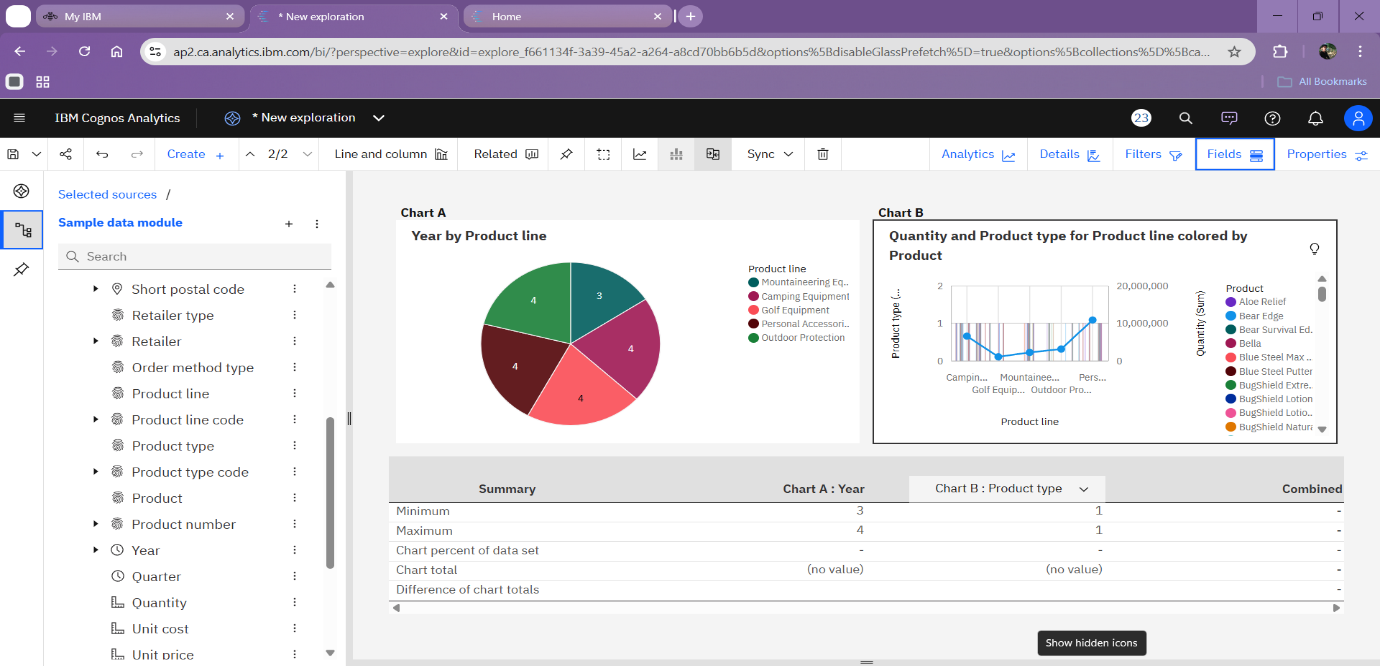 My IBM
* New exploration
Home
ap2.ca.analytics.ibm.com/bi/?perspective=explore&id=explore_f661134f-3a39-45a2-a264-a8cd70bb6b5d&options%5BdisableGlassPrefetch%5D=true&options%5Bcollections%5D%5Bca...
All Bookmarks
IBM Cognos Analytics
* New exploration
23
Create +
2/2
Line and column
Related
Sync
Analytics
Details
Filters
Fields
Properties
Selected sources /
Sample data module
Search
Short postal code
Retailer type
Retailer
Order method type
Product line
Product line code
Product type
Product type code
Product
Product number
Year
Quarter
Quantity
Unit cost
Unit price
Chart A
Year by Product line
3
4
4
4
4
Product line
Mountaineering Eq..
Camping Equipment
Golf Equipment
Personal Accessori..
Outdoor Protection
Chart B
Quantity and Product type for Product line colored by
Product
Product type (...
2
1
0
20,000,000
10,000,000
0
Quantity (Sum)
Campin...
Mountainee...
Pers...
Golf Equip...
Outdoor Pro...
Product line
Product
Aloe Relief
Bear Edge
Bear Survival Ed.
Bella
Blue Steel Max ..
Blue Steel Putter
BugShield Extre..
BugShield Lotion
BugShield Lotio..
BugShield Natura
Summary Chart A : Year Chart B : Product type Combined
Minimum 3 1 -
Maximum 4 1 -
Chart percent of data set - - -
Chart total (no value) (no value) -
Difference of chart totals -
Show hidden icons